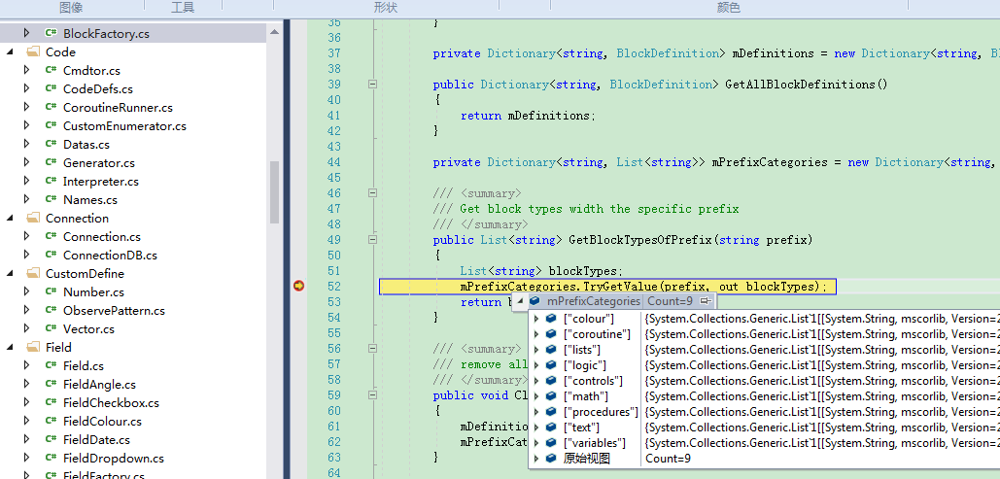 图像 工具 形状 颜色
BlockFactory.cs
Code
Cmdtor.cs
CodeDefs.cs
CoroutineRunner.cs
CustomEnumerator.cs
Datas.cs
Generator.cs
Interpreter.cs
Names.cs
Connection
Connection.cs
ConnectionDB.cs
CustomDefine
Number.cs
ObservePattern.cs
Vector.cs
Field
Field.cs
FieldAngle.cs
FieldCheckbox.cs
FieldColour.cs
FieldDate.cs
FieldDropdown.cs
FieldFactory.cs
35 }
36
37 private Dictionary<string, BlockDefinition> mDefinitions = new Dictionary<string, Bl
38
39 public Dictionary<string, BlockDefinition> GetAllBlockDefinitions()
40 {
41 return mDefinitions;
42 }
43
44 private Dictionary<string, List<string>> mPrefixCategories = new Dictionary<string,
45
46 /// <summary>
47 /// Get block types width the specific prefix
48 /// </summary>
49 public List<string> GetBlockTypesOfPrefix(string prefix)
50 {
51 List<string> blockTypes;
52 mPrefixCategories.TryGetValue(prefix, out blockTypes);
53 return b
54 }
55
56 /// <summary>
57 /// remove all
58 /// </summary>
59 public void Cl
60 {
61 mDefinitio
62 mPrefixCat
63 }
64
mPrefixCategories Count=9
["colour"] {System.Collections.Generic.List`1[[System.String, mscorlib, Version=2
["coroutine"] {System.Collections.Generic.List`1[[System.String, mscorlib, Version=2
["lists"] {System.Collections.Generic.List`1[[System.String, mscorlib, Version=2
["logic"] {System.Collections.Generic.List`1[[System.String, mscorlib, Version=2
["controls"] {System.Collections.Generic.List`1[[System.String, mscorlib, Version=2
["math"] {System.Collections.Generic.List`1[[System.String, mscorlib, Version=2
["procedures"] {System.Collections.Generic.List`1[[System.String, mscorlib, Version=2
["text"] {System.Collections.Generic.List`1[[System.String, mscorlib, Version=2
["variables"] {System.Collections.Generic.List`1[[System.String, mscorlib, Version=2
原始视图 Count=9